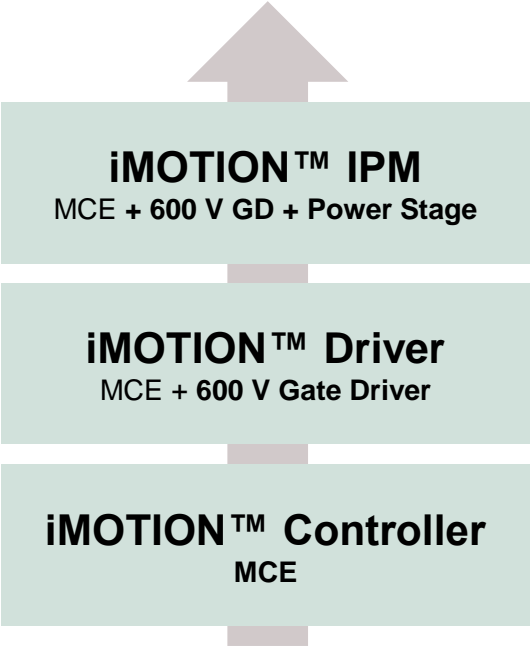 iMOTION™ IPM
MCE + 600 V GD + Power Stage
iMOTION™ Driver
MCE + 600 V Gate Driver
iMOTION™ Controller
MCE